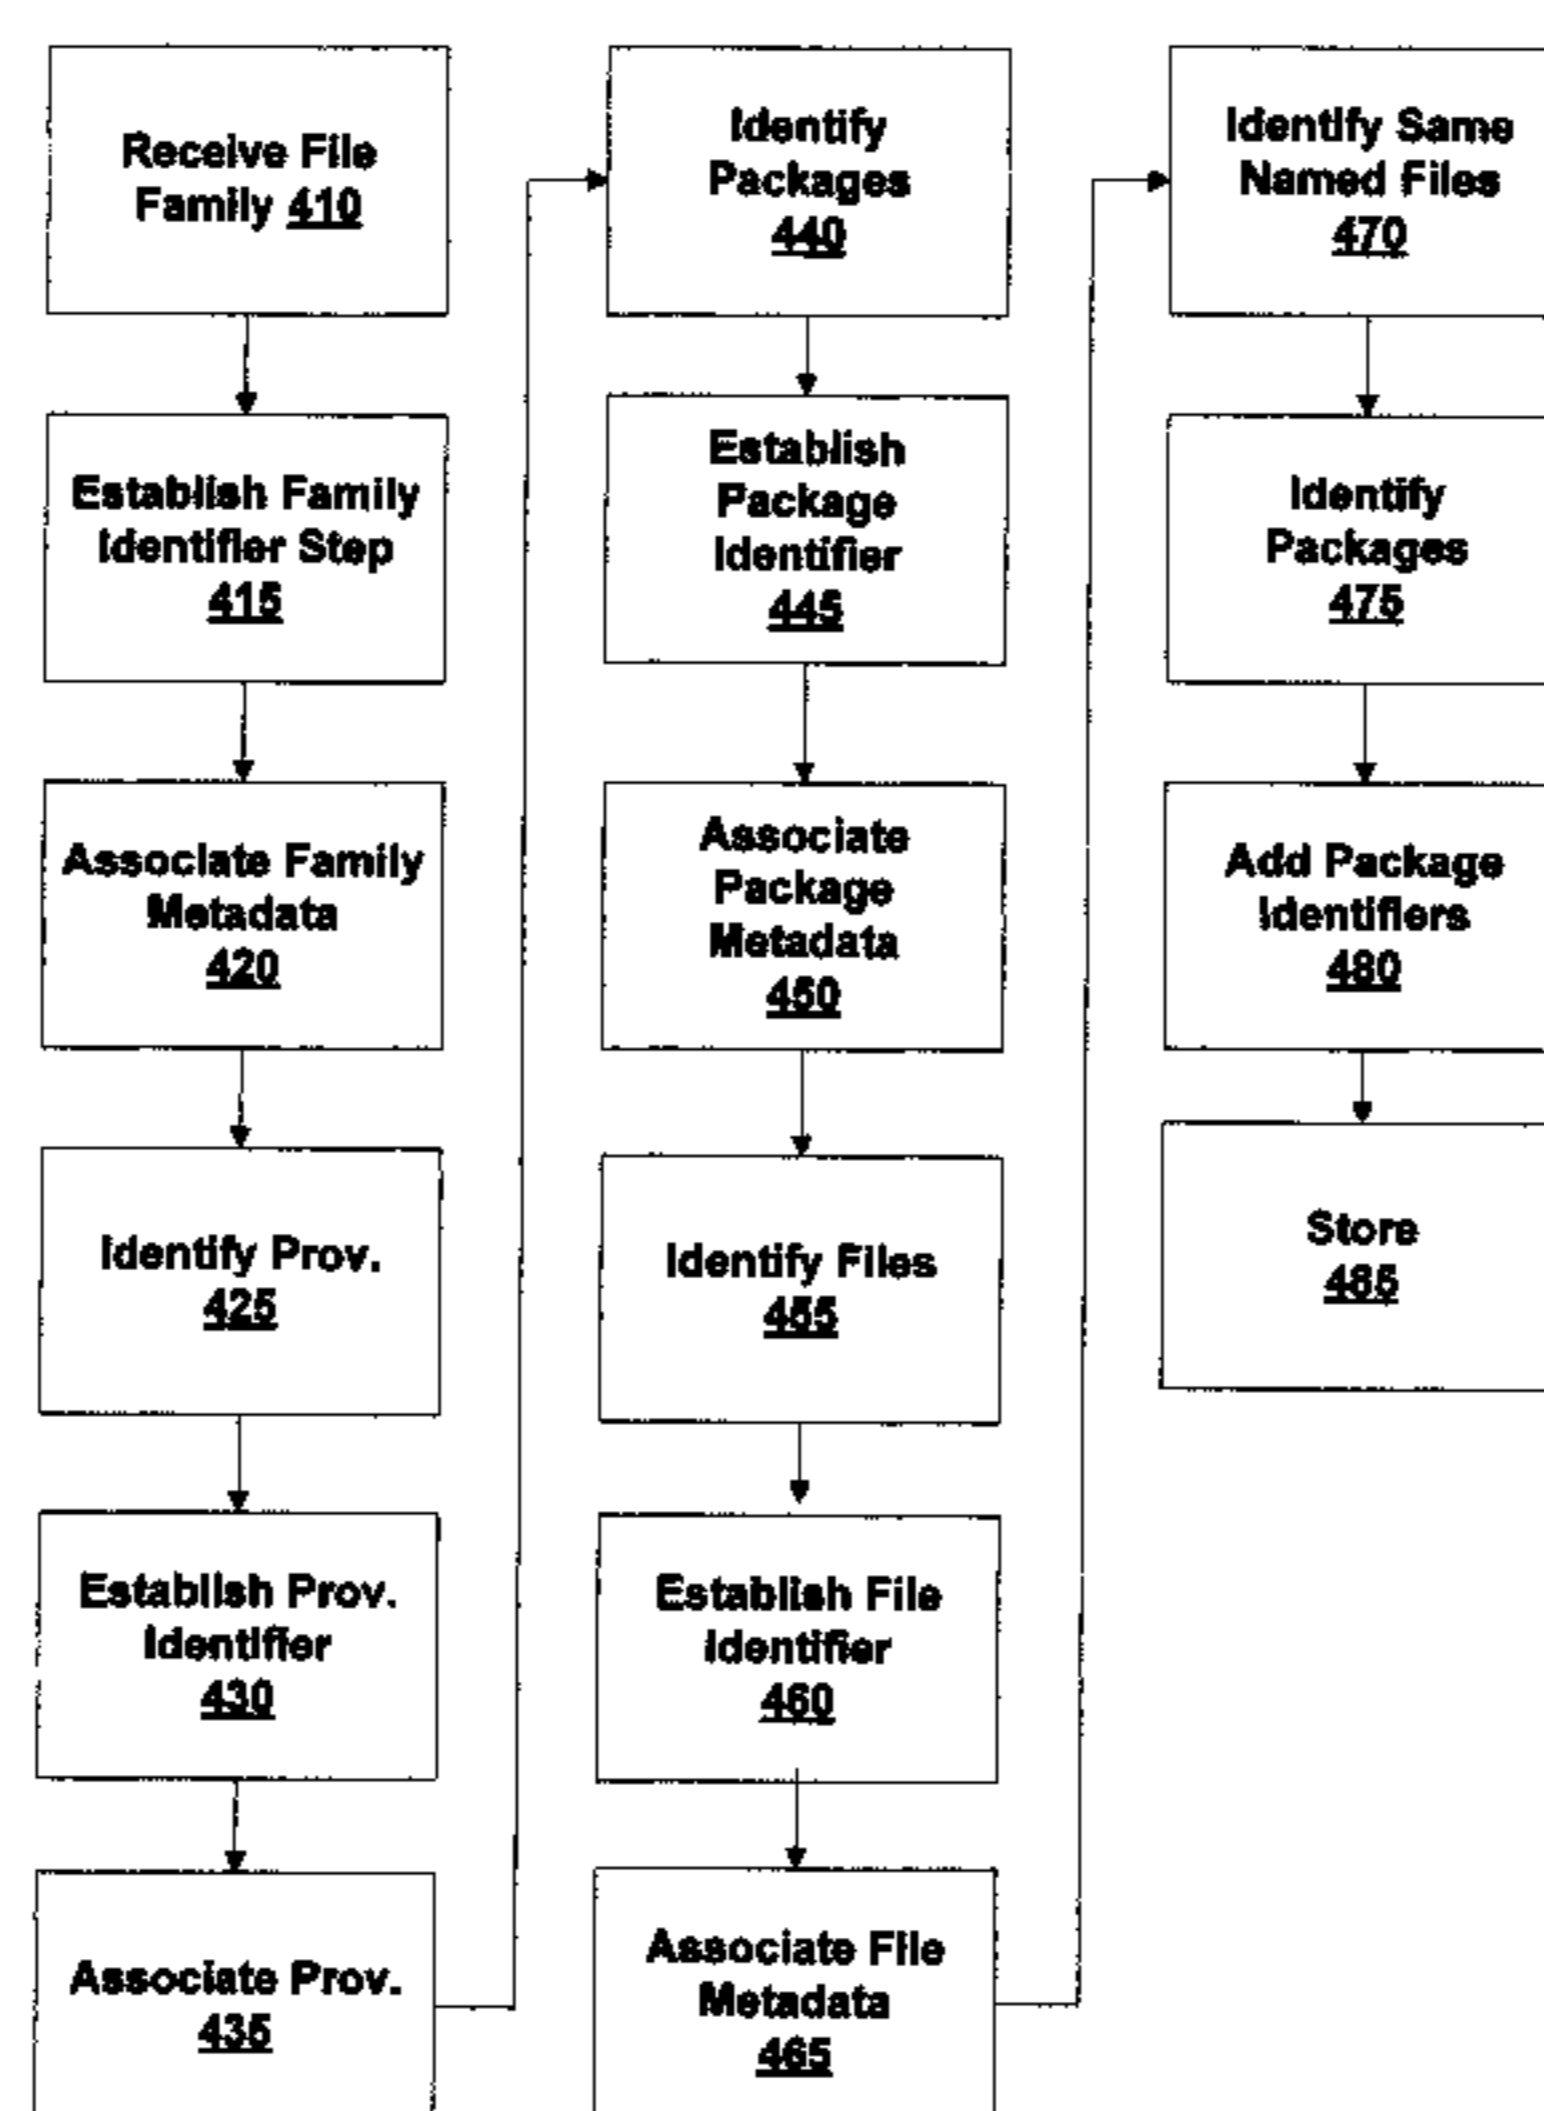 Receive File
Family 410
Establish Family
Identifier Step
415
Associate Family
Metadata
420
Identify Prov.
425
Establish Prov.
Identifier
430
Associate Prov.
435
Identify
Packages
440
Establish
Package
Identifier
445
Associate
Package
Metadata
450
Identify Files
455
Establish File
Identifier
460
Associate File
Metadata
465
Identify Same
Named Files
470
Identify
Packages
475
Add Package
Identifiers
480
Store
485